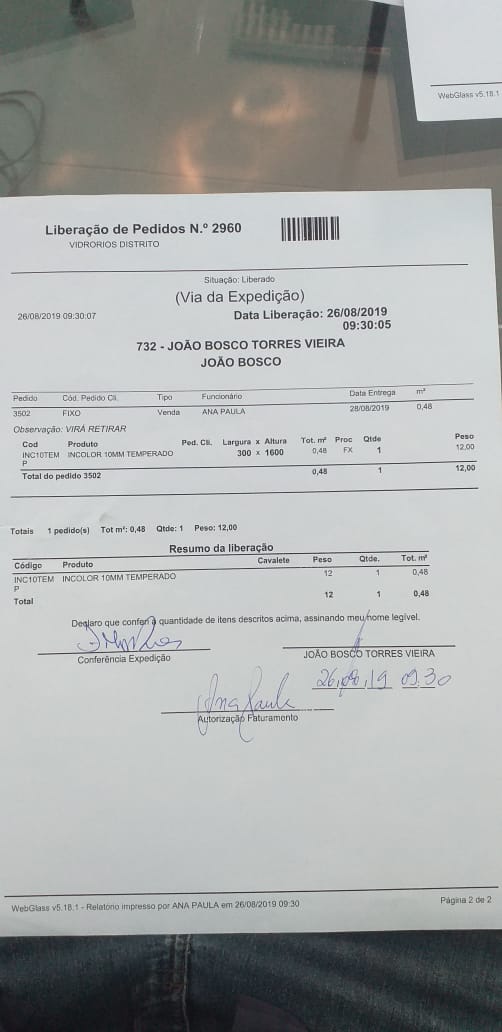 WebGlass v5.18.1
Liberação de Pedidos N.º 2960
VIDRORIOS DISTRITO
Situação: Liberado
(Via da Expedição)
26/08/2019 09:30:07
Data Liberação: 26/08/2019
09:30:05
732 - JOÃO BOSCO TORRES VIEIRA
JOÃO BOSCO
Pedido Cód. Pedido Cli. Tipo Funcionário Data Entrega m²
3502 FIXO Venda ANA PAULA 28/08/2019 0,48
Observação: VIRÁ RETIRAR
Cod Produto Ped. Cli. Largura x Altura Tot. m² Proc Qtde Peso
INC10TEM INCOLOR 10MM TEMPERADO 300 x 1600 0,48 FX 1 12,00
P
Total do pedido 3502 0,48 1 12,00
Totais 1 pedido(s) Tot m²: 0,48 Qtde: 1 Peso: 12,00
Resumo da liberação
Código Produto Cavalete Peso Qtde. Tot. m²
INC10TEM INCOLOR 10MM TEMPERADO 12 1 0,48
P
Total 12 1 0,48
Declaro que conferi a quantidade de itens descritos acima, assinando meu nome legível.
Conferência Expedição
JOÃO BOSCO TORRES VIEIRA
26,08,19 09:30
Ana Paula
Autorização Faturamento
WebGlass v5.18.1 - Relatório impresso por ANA PAULA em 26/08/2019 09:30
Página 2 de 2